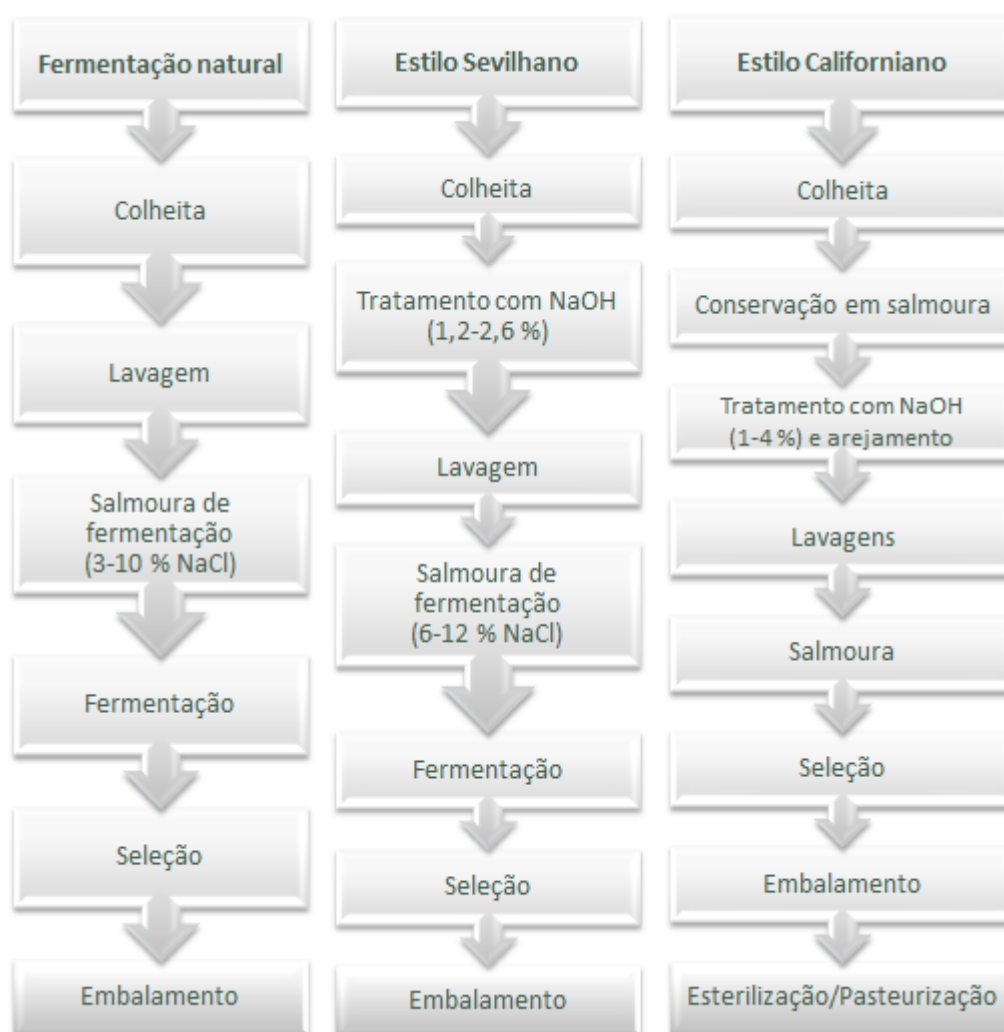 Fermentação natural
Colheita
Lavagem
Salmoura de
fermentação
(3-10 % NaCl)
Fermentação
Seleção
Embalamento
Estilo Sevilhano
Colheita
Tratamento com NaOH
(1,2-2,6 %)
Lavagem
Salmoura de
fermentação
(6-12 % NaCl)
Fermentação
Seleção
Embalamento
Estilo Californiano
Colheita
Conservação em salmoura
Tratamento com NaOH
(1-4 %) e arejamento
Lavagens
Salmoura
Seleção
Embalamento
Esterilização/Pasteurização